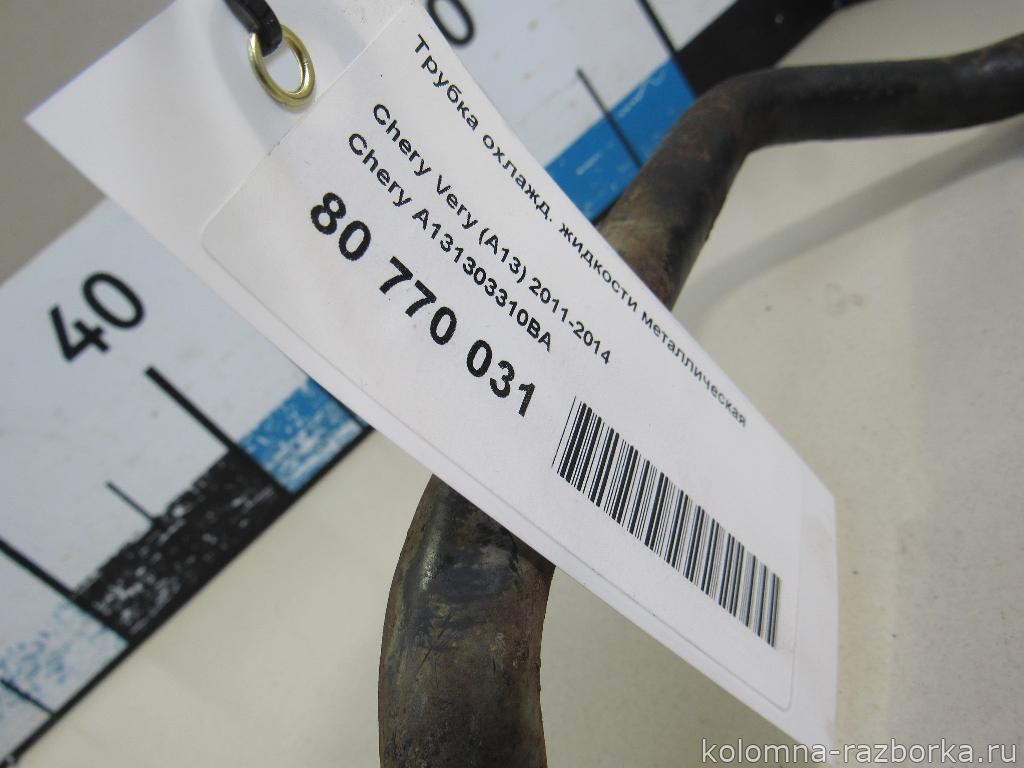 Трубка охлажд. жидкости металлическая
Chery Very (A13) 2011-2014
Chery A131303310BA
80 770 031
40
kolomna-razborka.ru